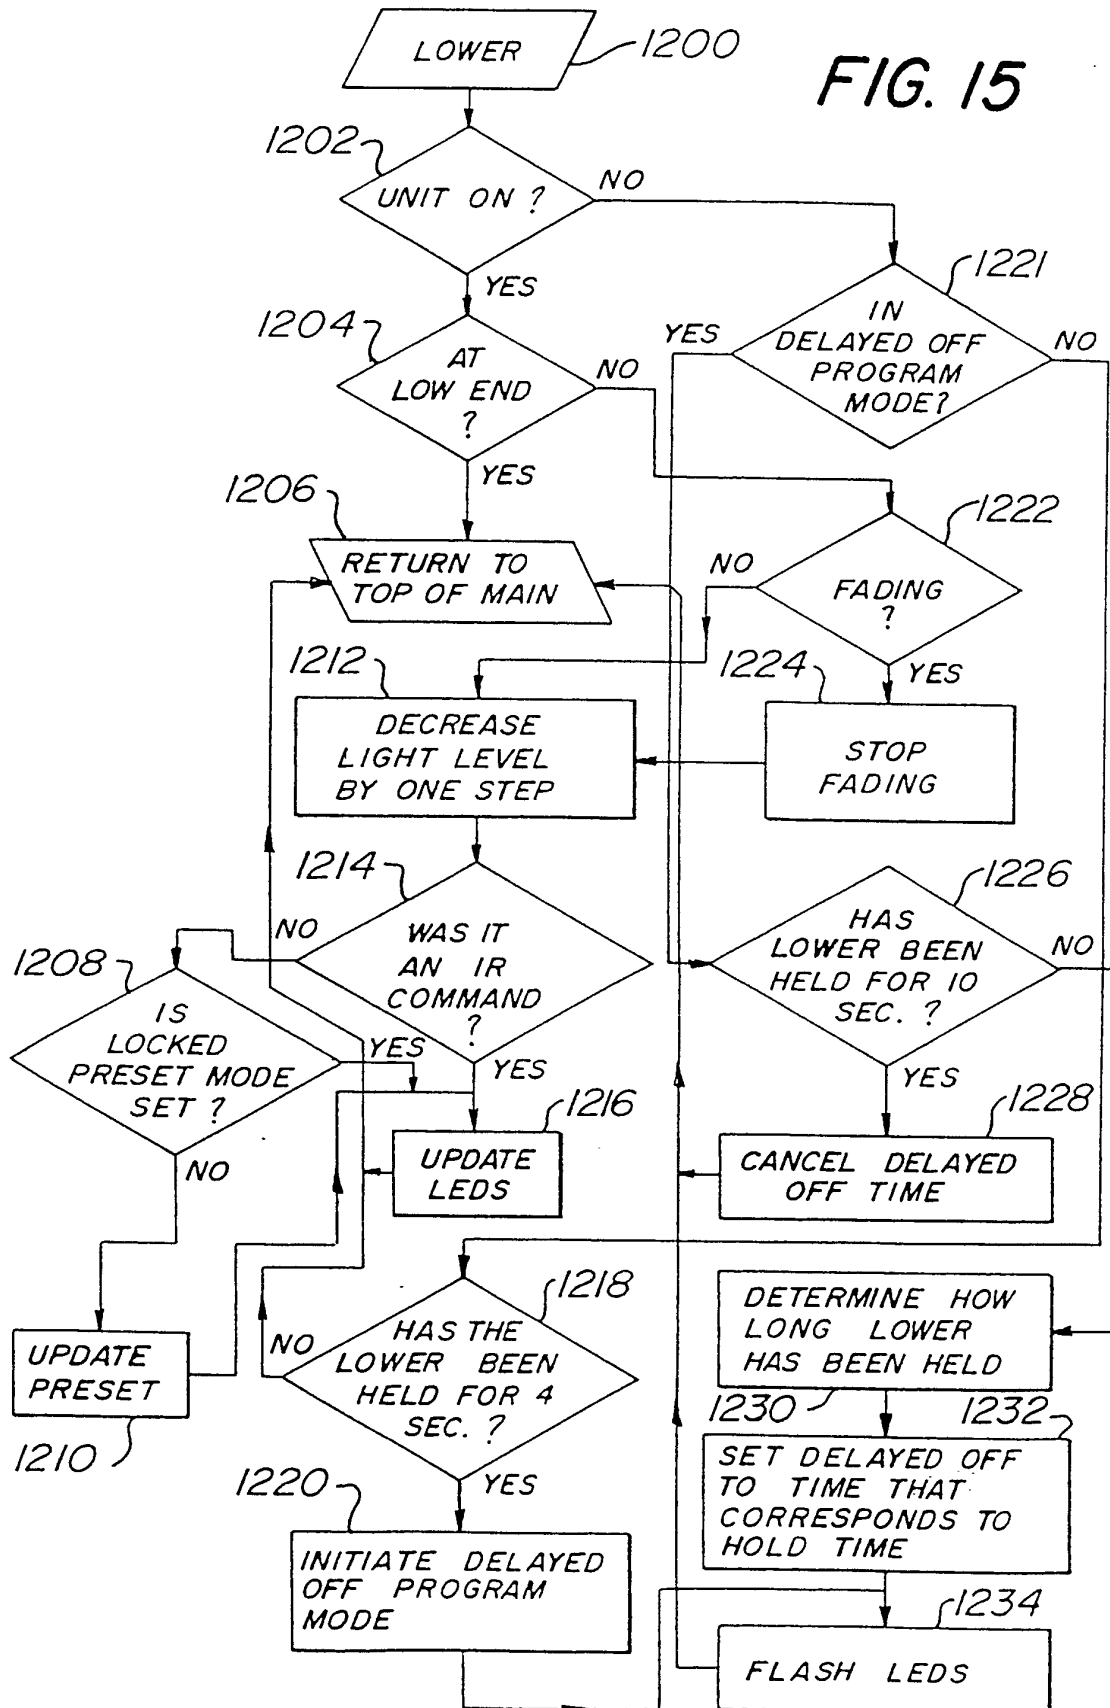 LOWER
1200
FIG. 15
1202
UNIT ON ?
NO
YES
1221
IN
DELAYED OFF
PROGRAM
MODE?
YES
NO
1204
AT
LOW END
?
NO
YES
1206
RETURN TO
TOP OF MAIN
1222
FADING
?
NO
YES
1212
DECREASE
LIGHT LEVEL
BY ONE STEP
1224
STOP
FADING
1214
WAS IT
AN IR
COMMAND
?
NO
YES
1226
HAS
LOWER BEEN
HELD FOR 10
SEC. ?
NO
YES
1208
IS
LOCKED
PRESET MODE
SET ?
YES
NO
1216
UPDATE
LEDS
1228
CANCEL DELAYED
OFF TIME
1218
HAS THE
LOWER BEEN
HELD FOR 4
SEC. ?
NO
YES
DETERMINE HOW
LONG LOWER
HAS BEEN HELD
1230
UPDATE
PRESET
1210
1232
SET DELAYED OFF
TO TIME THAT
CORRESPONDS TO
HOLD TIME
1220
INITIATE DELAYED
OFF PROGRAM
MODE
1234
FLASH LEDS